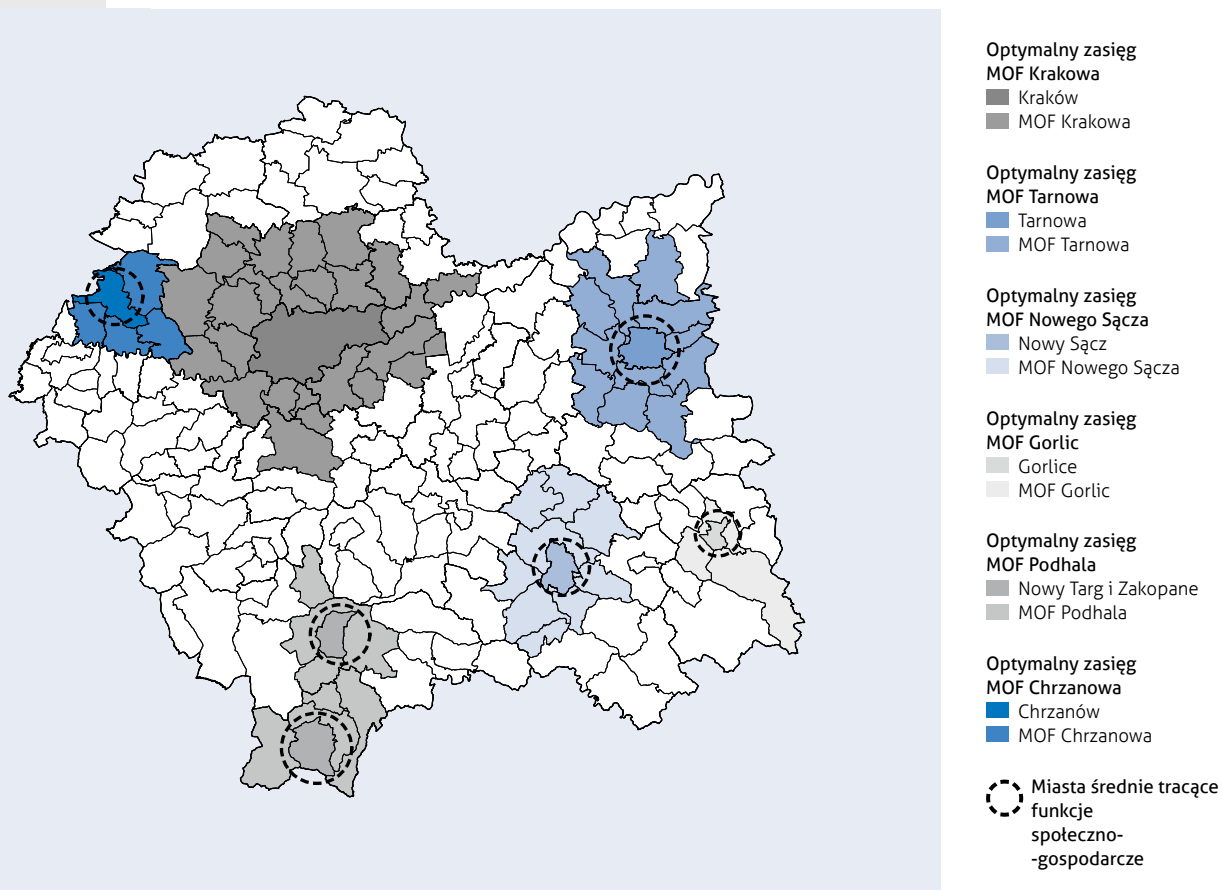 Optymalny zasięg
MOF Krakowa
Kraków
MOF Krakowa
Optymalny zasięg
MOF Tarnowa
Tarnowa
MOF Tarnowa
Optymalny zasięg
MOF Nowego Sącza
Nowy Sącz
MOF Nowego Sącza
Optymalny zasięg
MOF Gorlic
Gorlice
MOF Gorlic
Optymalny zasięg
MOF Podhala
Nowy Targ i Zakopane
MOF Podhala
Optymalny zasięg
MOF Chrzanowa
Chrzanów
MOF Chrzanowa
Miasta średnie tracące
funkcje
społeczno-
-gospodarcze